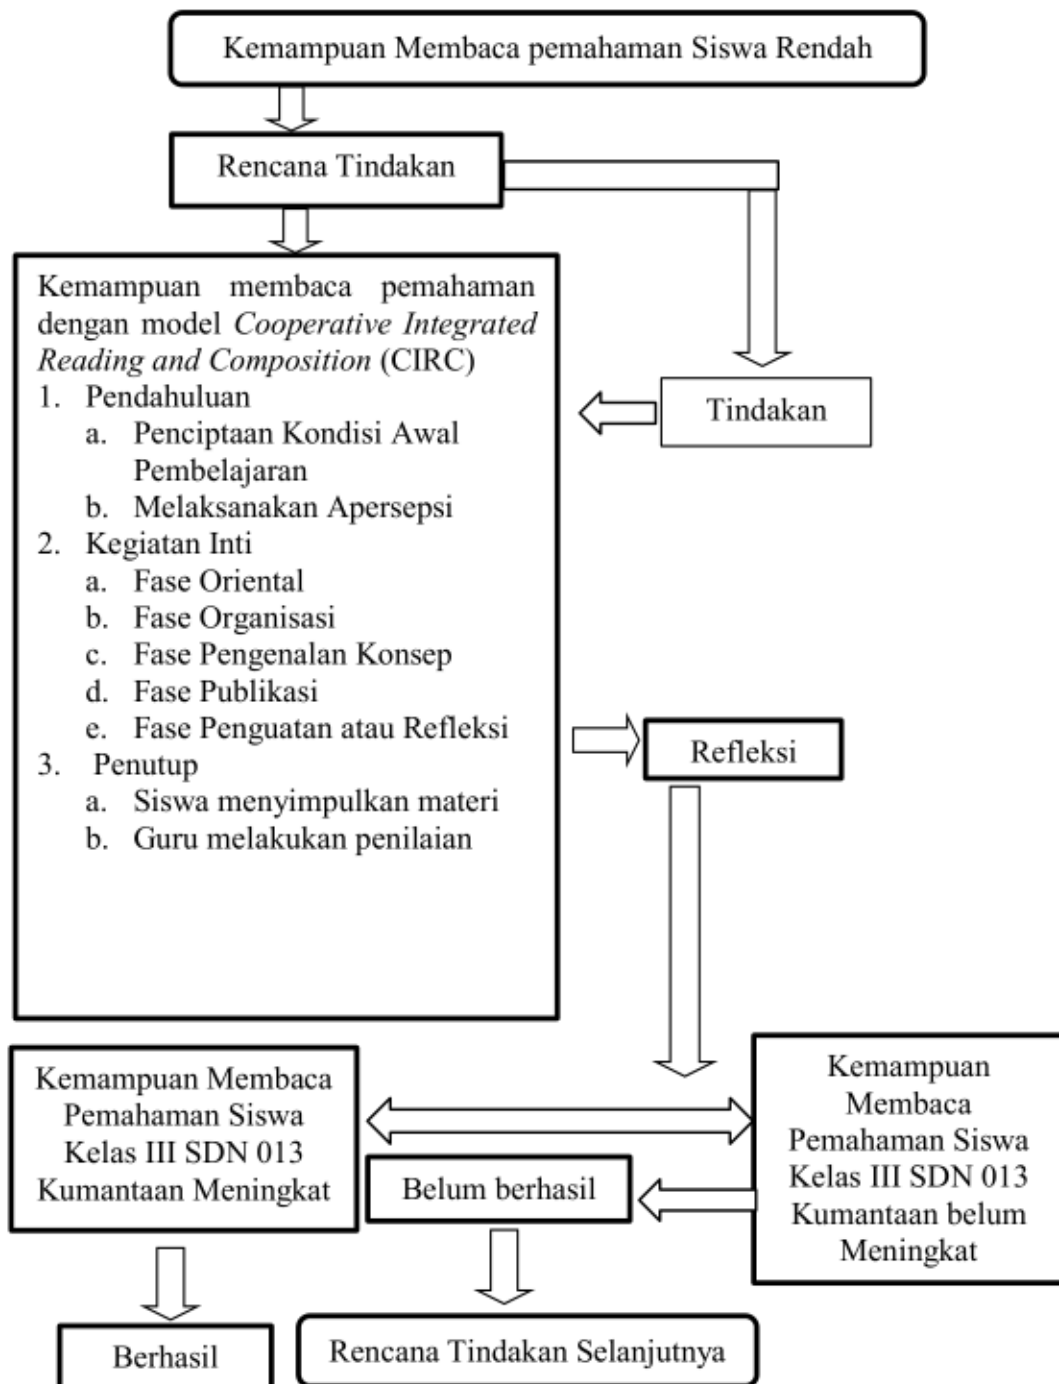 Kemampuan Membaca pemahaman Siswa Rendah
Rencana Tindakan
Kemampuan membaca pemahaman
dengan model Cooperative Integrated
Reading and Composition (CIRC)
1. Pendahuluan
a. Penciptaan Kondisi Awal
Pembelajaran
b. Melaksanakan Apersepsi
2. Kegiatan Inti
a. Fase Oriental
b. Fase Organisasi
c. Fase Pengenalan Konsep
d. Fase Publikasi
e. Fase Penguatan atau Refleksi
3. Penutup
a. Siswa menyimpulkan materi
b. Guru melakukan penilaian
Tindakan
Refleksi
Kemampuan Membaca
Pemahaman Siswa
Kelas III SDN 013
Kumantaan Meningkat
Kemampuan
Membaca
Pemahaman Siswa
Kelas III SDN 013
Kumantaan belum
Meningkat
Belum berhasil
Berhasil
Rencana Tindakan Selanjutnya